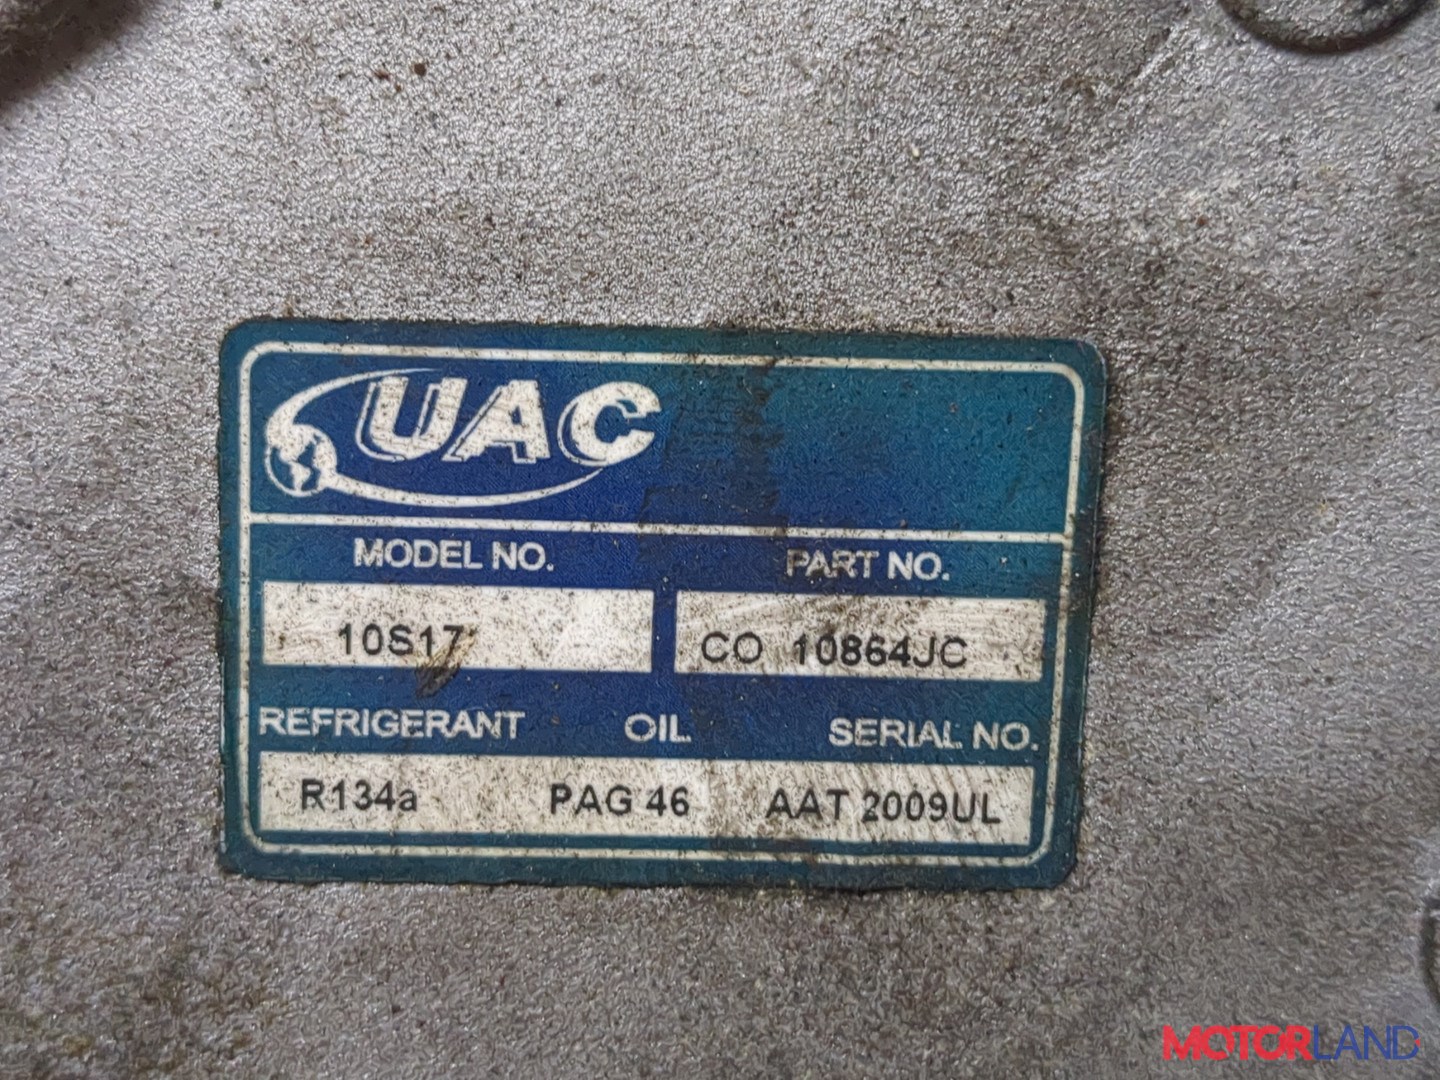 UAC
MODEL NO. PART NO.
10S17 CO 10864JC
REFRIGERANT OIL SERIAL NO.
R134a PAG 46 AAT 2009UL
MOTORLAND